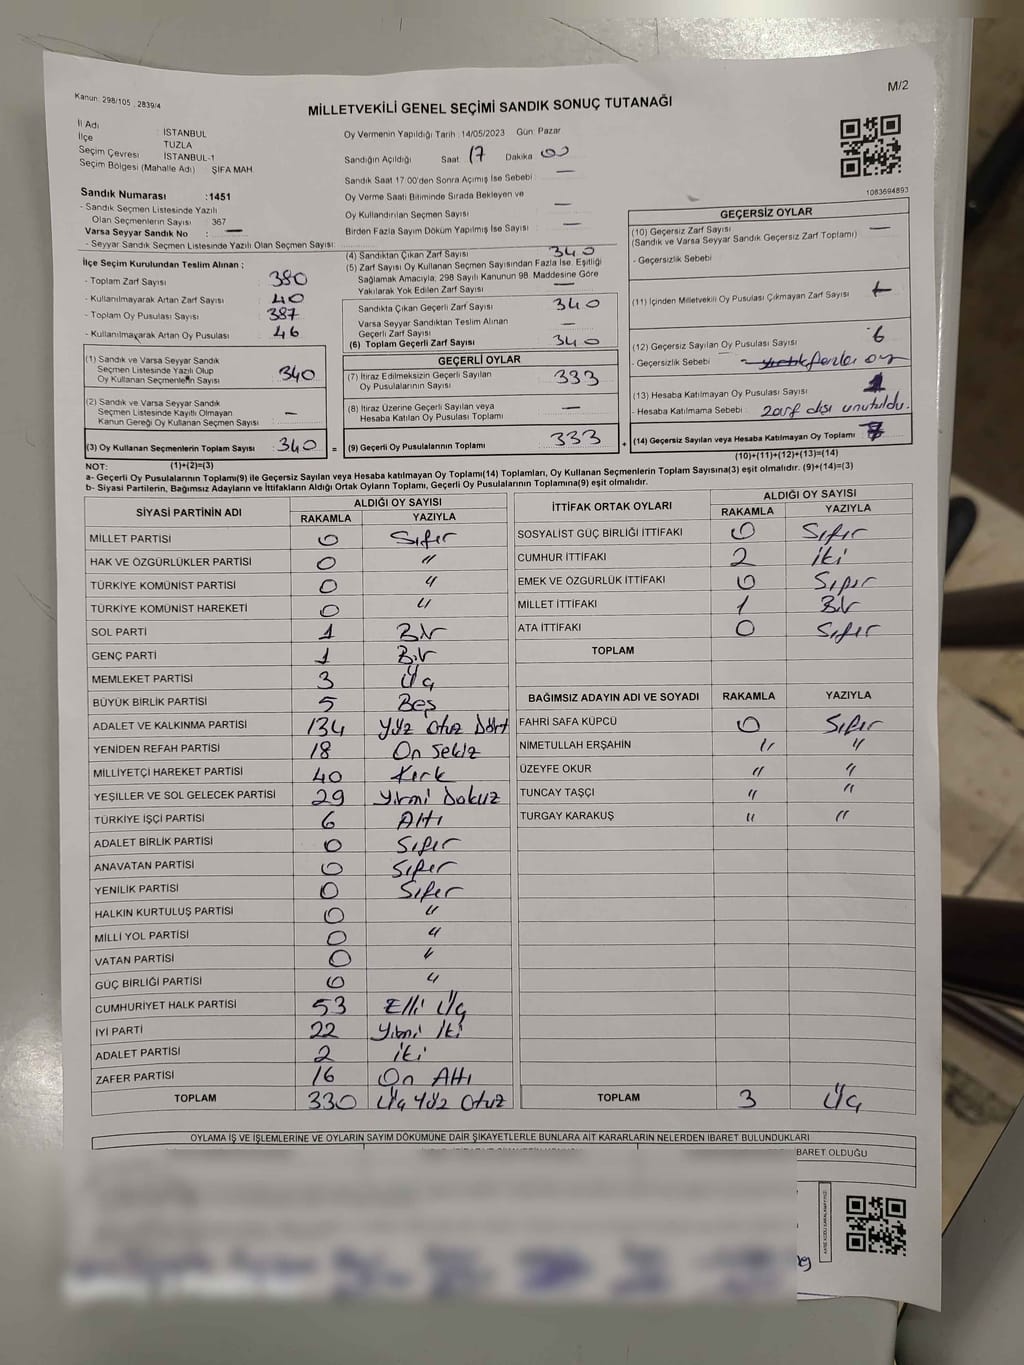 Kanun: 298/105 , 2839/4
M/2
MİLLETVEKİLİ GENEL SEÇİMİ SANDIK SONUÇ TUTANAĞI
İl Adı : İSTANBUL
İlçe TUZLA
Seçim Çevresi : İSTANBUL-1
Seçim Bölgesi (Mahalle Adı) : ŞİFA MAH.
Oy Vermenin Yapıldığı Tarih : 14/05/2023 Gün: Pazar
Sandığın Açıldığı Saat: 17 Dakika 00
Sandık Saat 17:00'den Sonra Açımış İse Sebebi : —
Oy Verme Saati Bitiminde Sırada Bekleyen ve
Oy Kullandırılan Seçmen Sayısı : —
Birden Fazla Sayım Döküm Yapılmış İse Sayısı : —
1083694893
Sandık Numarası :1451
- Sandık Seçmen Listesinde Yazılı
Olan Seçmenlerin Sayısı : 367
Varsa Seyyar Sandık No : —
- Seyyar Sandık Seçmen Listesinde Yazılı Olan Seçmen Sayısı:
İlçe Seçim Kurulundan Teslim Alınan ;
- Toplam Zarf Sayısı : 380
- Kullanılmayarak Artan Zarf Sayısı : 40
- Toplam Oy Pusulası Sayısı : 387
- Kullanılmayarak Artan Oy Pusulası : 46
(1) Sandık ve Varsa Seyyar Sandık
Seçmen Listesinde Yazılı Olup
Oy Kullanan Seçmenlerin Sayısı : 340
(2) Sandık ve Varsa Seyyar Sandık
Seçmen Listesinde Kayıtlı Olmayan
Kanun Gereği Oy Kullanan Seçmen Sayısı : —
(3) Oy Kullanan Seçmenlerin Toplam Sayısı : 340 =
(4) Sandıktan Çıkan Zarf Sayısı : 340
(5) Zarf Sayısı Oy Kullanan Seçmen Sayısından Fazla İse, Eşitliği
Sağlamak Amacıyla, 298 Sayılı Kanunun 98. Maddesine Göre
Yakılarak Yok Edilen Zarf Sayısı : —
Sandıkta Çıkan Geçerli Zarf Sayısı : 340
Varsa Seyyar Sandıktan Teslim Alınan
Geçerli Zarf Sayısı : —
(6) Toplam Geçerli Zarf Sayısı : 340
GEÇERLİ OYLAR
(7) İtiraz Edilmeksizin Geçerli Sayılan
Oy Pusulalarının Sayısı : 333
(8) İtiraz Üzerine Geçerli Sayılan veya
Hesaba Katılan Oy Pusulası Toplamı : —
(9) Geçerli Oy Pusulalarının Toplamı : 333 +
GEÇERSİZ OYLAR
(10) Geçersiz Zarf Sayısı : —
(Sandık ve Varsa Seyyar Sandık Geçersiz Zarf Toplamı)
- Geçersizlik Sebebi :
(11) İçinden Milletvekili Oy Pusulası Çıkmayan Zarf Sayısı :
(12) Geçersiz Sayılan Oy Pusulası Sayısı : 6
- Geçersizlik Sebebi : fazla oy
(13) Hesaba Katılmayan Oy Pusulası Sayısı : 1
- Hesaba Katılmama Sebebi : zarf dışı unutuldu.
(14) Geçersiz Sayılan veya Hesaba Katılmayan Oy Toplamı : 7
(10)+(11)+(12)+(13)=(14)
NOT: (1)+(2)=(3)
a- Geçerli Oy Pusulalarının Toplamı(9) ile Geçersiz Sayılan veya Hesaba katılmayan Oy Toplamı(14) Toplamları, Oy Kullanan Seçmenlerin Toplam Sayısına(3) eşit olmalıdır. (9)+(14)=(3)
b- Siyasi Partilerin, Bağımsız Adayların ve İttifakların Aldığı Ortak Oyların Toplamı, Geçerli Oy Pusulalarının Toplamına(9) eşit olmalıdır.
SİYASİ PARTİNİN ADI ALDIĞI OY SAYISI
RAKAMLA YAZIYLA
MİLLET PARTİSİ 0 Sıfır
HAK VE ÖZGÜRLÜKLER PARTİSİ 0 "
TÜRKİYE KOMÜNİST PARTİSİ 0 "
TÜRKİYE KOMÜNİST HAREKETİ 0 "
SOL PARTİ 1 Bir
GENÇ PARTİ 1 Bir
MEMLEKET PARTİSİ 3 Üç
BÜYÜK BİRLİK PARTİSİ 5 Beş
ADALET VE KALKINMA PARTİSİ 134 Yüz Otuz Dört
YENİDEN REFAH PARTİSİ 18 On Sekiz
MİLLİYETÇİ HAREKET PARTİSİ 40 Kırk
YEŞİLLER VE SOL GELECEK PARTİSİ 29 Yirmi Dokuz
TÜRKİYE İŞÇİ PARTİSİ 6 Altı
ADALET BİRLİK PARTİSİ 0 Sıfır
ANAVATAN PARTİSİ 0 Sıfır
YENİLİK PARTİSİ 0 Sıfır
HALKIN KURTULUŞ PARTİSİ 0 "
MİLLİ YOL PARTİSİ 0 "
VATAN PARTİSİ 0 "
GÜÇ BİRLİĞİ PARTİSİ 0 "
CUMHURİYET HALK PARTİSİ 53 Elli Üç
İYİ PARTİ 22 Yirmi İki
ADALET PARTİSİ 2 İki
ZAFER PARTİSİ 16 On Altı
TOPLAM 330 Üç Yüz Otuz
İTTİFAK ORTAK OYLARI ALDIĞI OY SAYISI
RAKAMLA YAZIYLA
SOSYALİST GÜÇ BİRLİĞİ İTTİFAKI 0 Sıfır
CUMHUR İTTİFAKI 2 İki
EMEK VE ÖZGÜRLÜK İTTİFAKI 0 Sıfır
MİLLET İTTİFAKI 1 Bir
ATA İTTİFAKI 0 Sıfır
TOPLAM
BAĞIMSIZ ADAYIN ADI VE SOYADI RAKAMLA YAZIYLA
FAHRİ SAFA KÜPCÜ 0 Sıfır
NİMETULLAH ERŞAHİN " "
ÜZEYFE OKUR " "
TUNCAY TAŞÇI " "
TURGAY KARAKUŞ " "
TOPLAM 3 Üç
OYLAMA İŞ VE İŞLEMLERİNE VE OYLARIN SAYIM DÖKÜMÜNE DAİR ŞİKAYETLERLE BUNLARA AİT KARARLARIN NELERDEN İBARET BULUNDUKLARI
BARET OLDUĞU